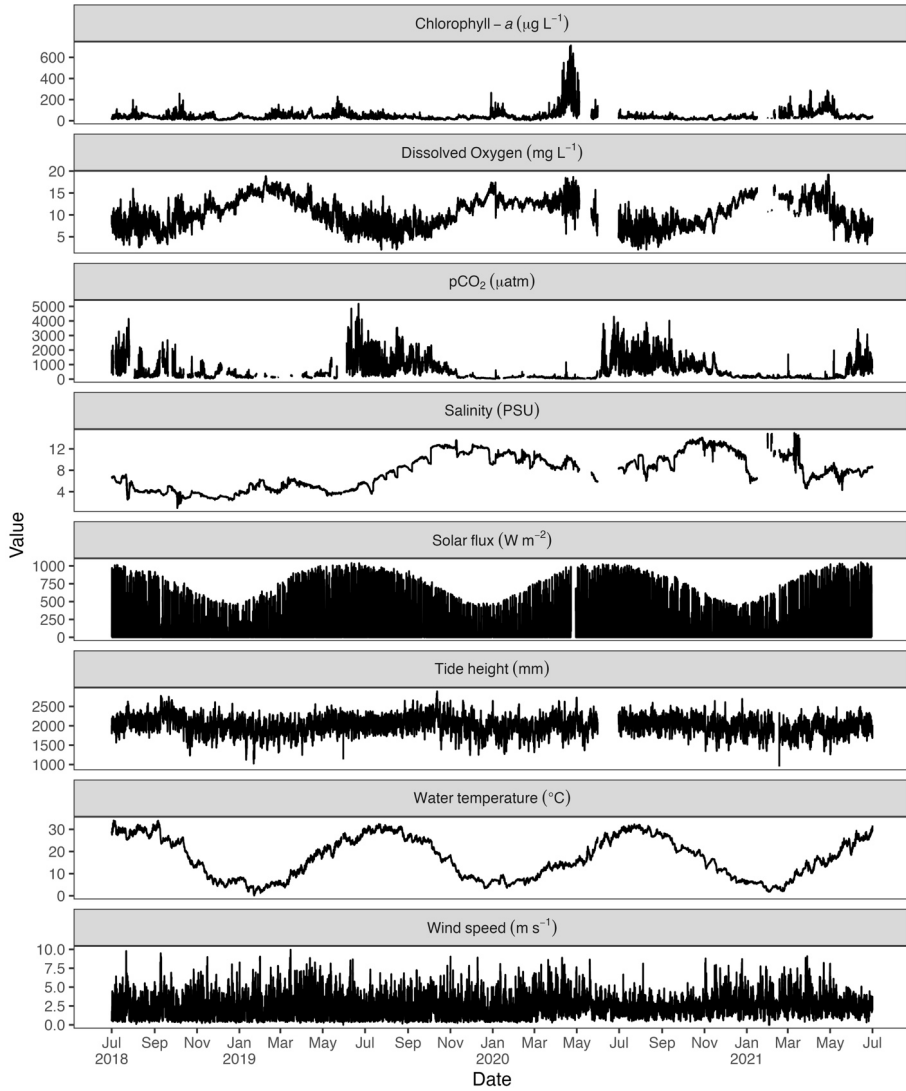 Chlorophyll – a (μg L⁻¹)
600
400
200
0
Dissolved Oxygen (mg L⁻¹)
20
15
10
5
pCO₂ (μatm)
5000
4000
3000
2000
1000
0
Salinity (PSU)
12
8
4
Value
Solar flux (W m⁻²)
1000
750
500
250
0
Tide height (mm)
2500
2000
1500
1000
Water temperature (°C)
30
20
10
0
Wind speed (m s⁻¹)
10.0
7.5
5.0
2.5
0.0
Jul Sep Nov Jan Mar May Jul Sep Nov Jan Mar May Jul Sep Nov Jan Mar May Jul
2018 2019 2020 2021
Date